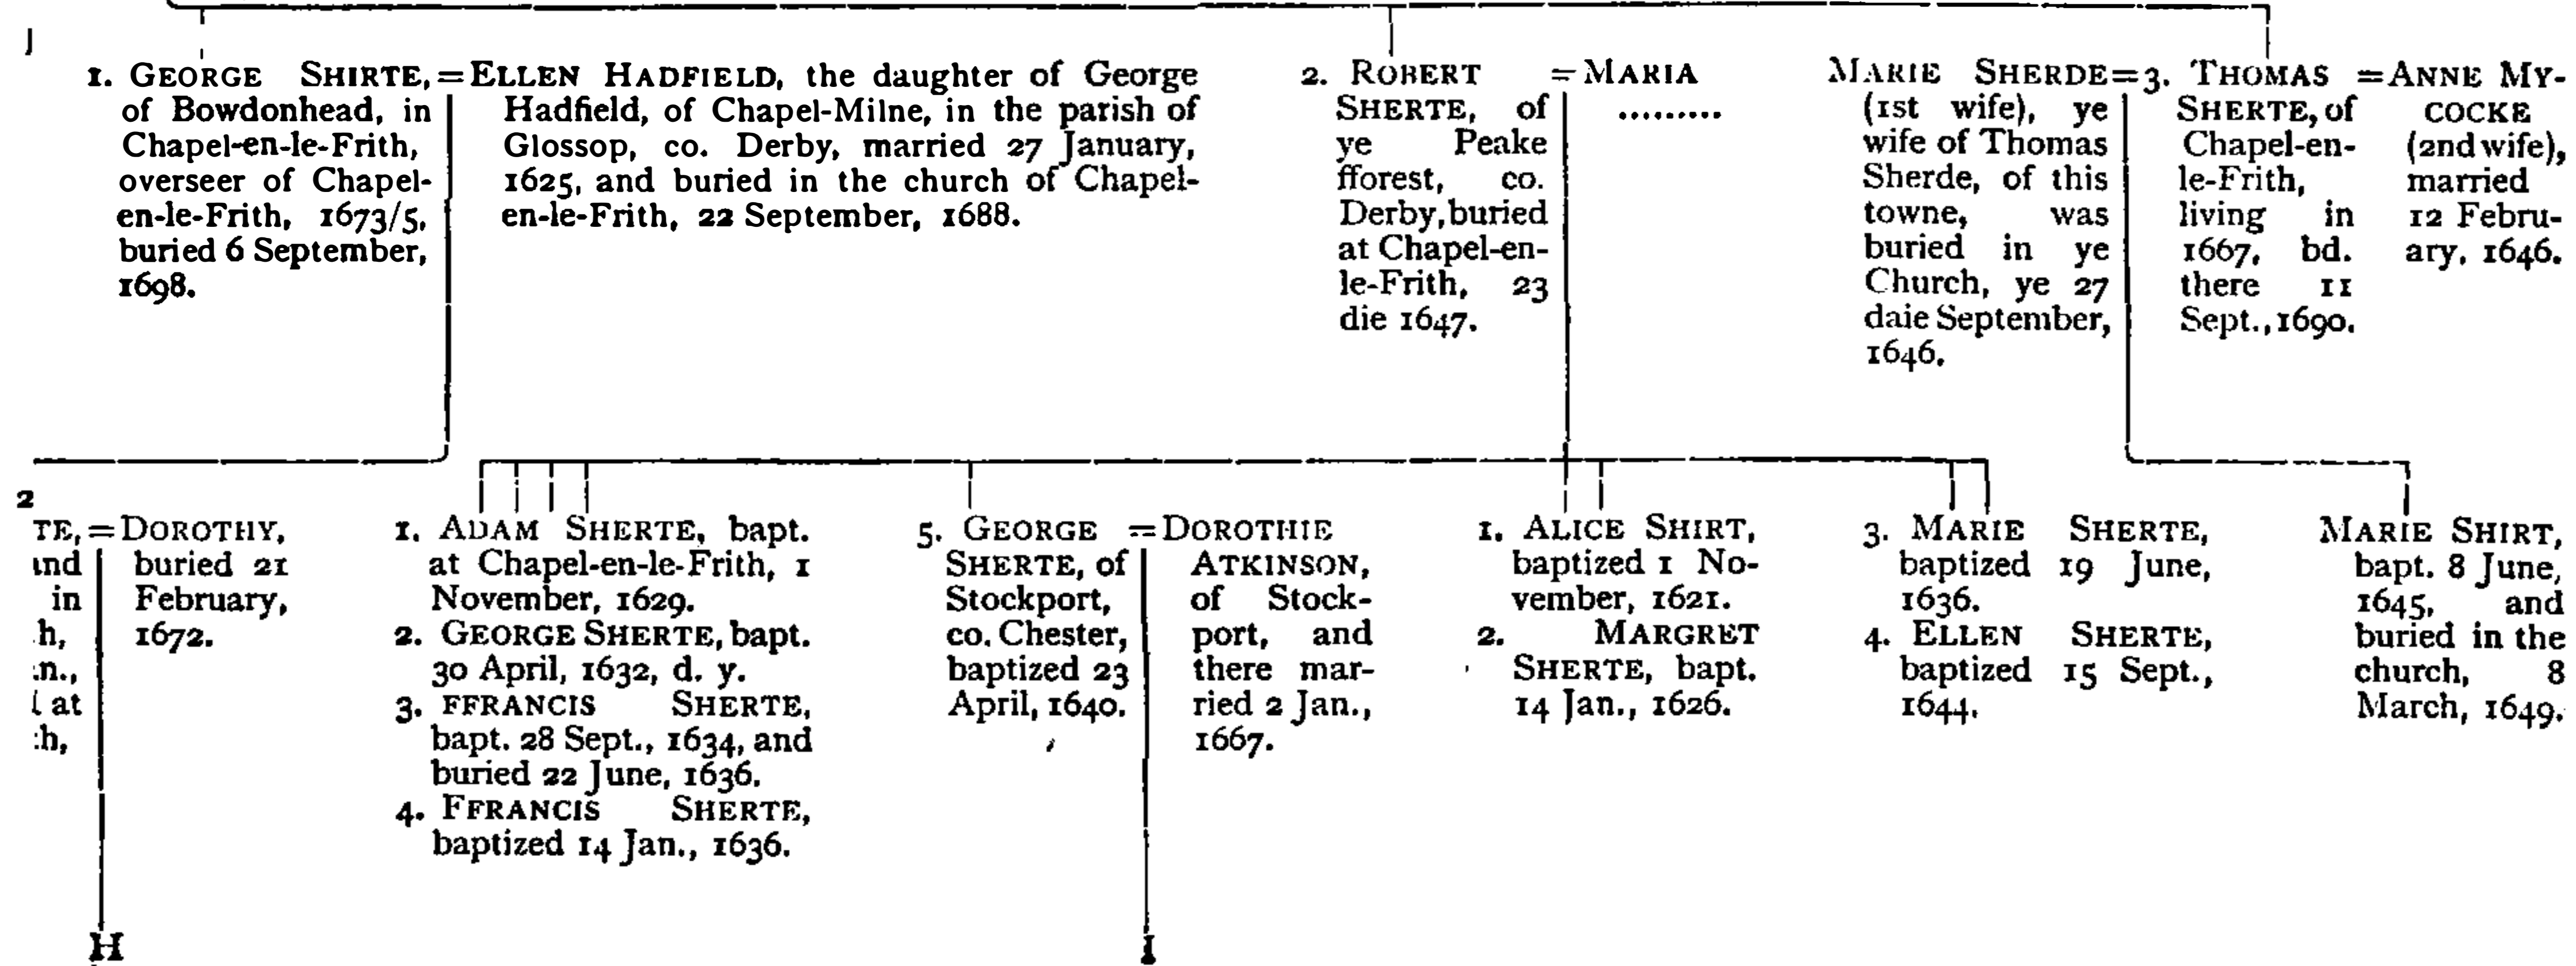 J
1. GEORGE SHIRTE,
of Bowdonhead, in
Chapel-en-le-Frith,
overseer of Chapel-
en-le-Frith, 1673/5,
buried 6 September,
1698.
=ELLEN HADFIELD, the daughter of George
Hadfield, of Chapel-Milne, in the parish of
Glossop, co. Derby, married 27 January,
1625, and buried in the church of Chapel-
en-le-Frith, 22 September, 1688.
2. ROBERT
SHERTE, of
ye Peake
fforest, co.
Derby, buried
at Chapel-en-
le-Frith, 23
die 1647.
=MARIA
.........
MARIE SHERDE
(1st wife), ye
wife of Thomas
Sherde, of this
towne, was
buried in ye
Church, ye 27
daie September,
1646.
=3. THOMAS
SHERTE, of
Chapel-en-
le-Frith,
living in
1667, bd.
there 11
Sept., 1690.
=ANNE MY-
COCKE
(2nd wife),
married
12 Febru-
ary, 1646.
2
TE,
and
in
h,
n.,
at
h,
=DOROTHY,
buried 21
February,
1672.
H
1. ADAM SHERTE, bapt.
at Chapel-en-le-Frith, 1
November, 1629.
2. GEORGE SHERTE, bapt.
30 April, 1632, d. y.
3. FFRANCIS SHERTE,
bapt. 28 Sept., 1634, and
buried 22 June, 1636.
4. FFRANCIS SHERTE,
baptized 14 Jan., 1636.
5. GEORGE
SHERTE, of
Stockport,
co. Chester,
baptized 23
April, 1640.
=DOROTHIE
ATKINSON,
of Stock-
port, and
there mar-
ried 2 Jan.,
1667.
I
1. ALICE SHIRT,
baptized 1 No-
vember, 1621.
2. MARGRET
SHERTE, bapt.
14 Jan., 1626.
3. MARIE SHERTE,
baptized 19 June,
1636.
4. ELLEN SHERTE,
baptized 15 Sept.,
1644.
MARIE SHIRT,
bapt. 8 June,
1645, and
buried in the
church, 8
March, 1649.